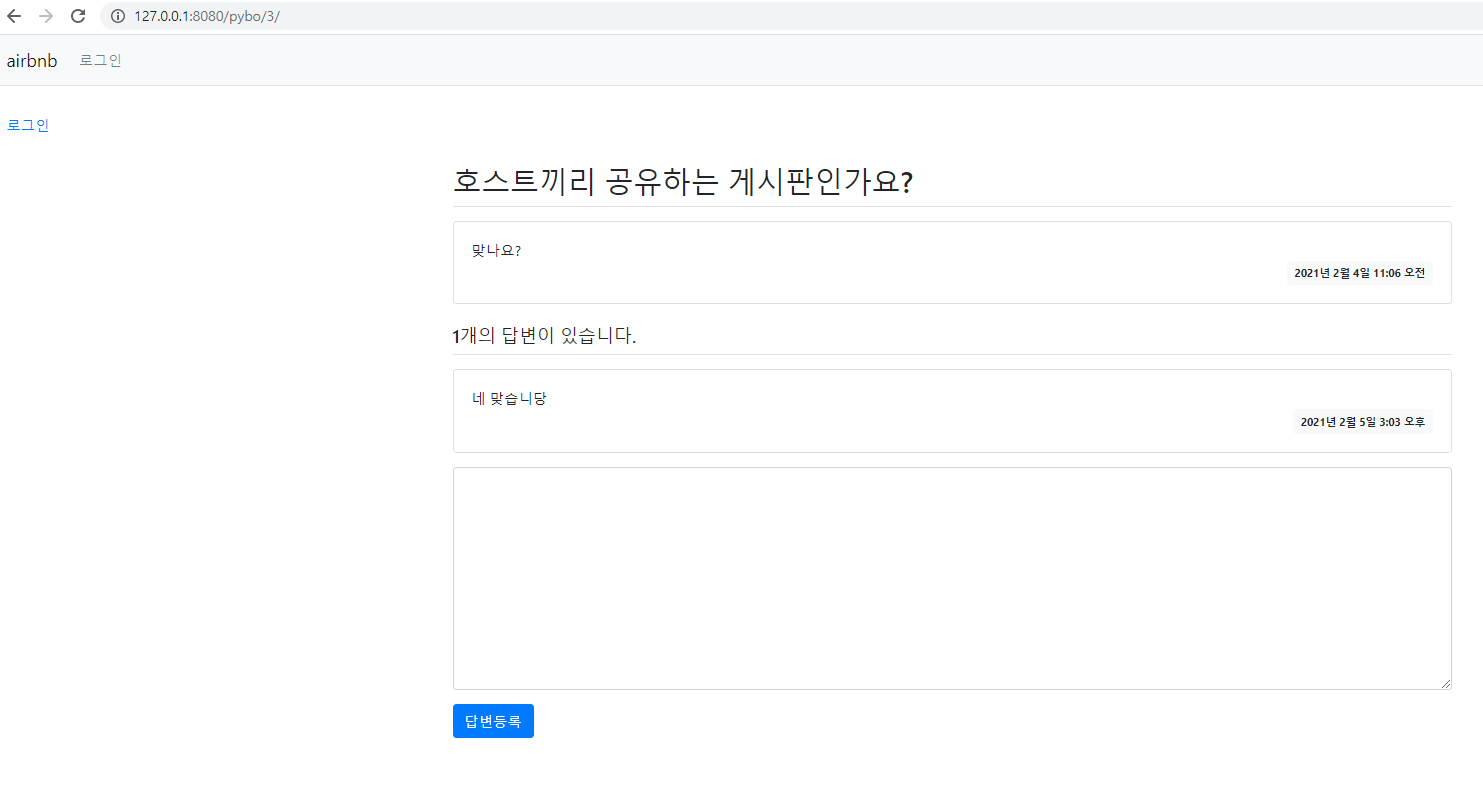 127.0.0.1:8080/pybo/3/
airbnb 로그인
로그인
호스트끼리 공유하는 게시판인가요?
맞나요?
2021년 2월 4일 11:06 오전
1개의 답변이 있습니다.
네 맞습니당
2021년 2월 5일 3:03 오후
답변등록